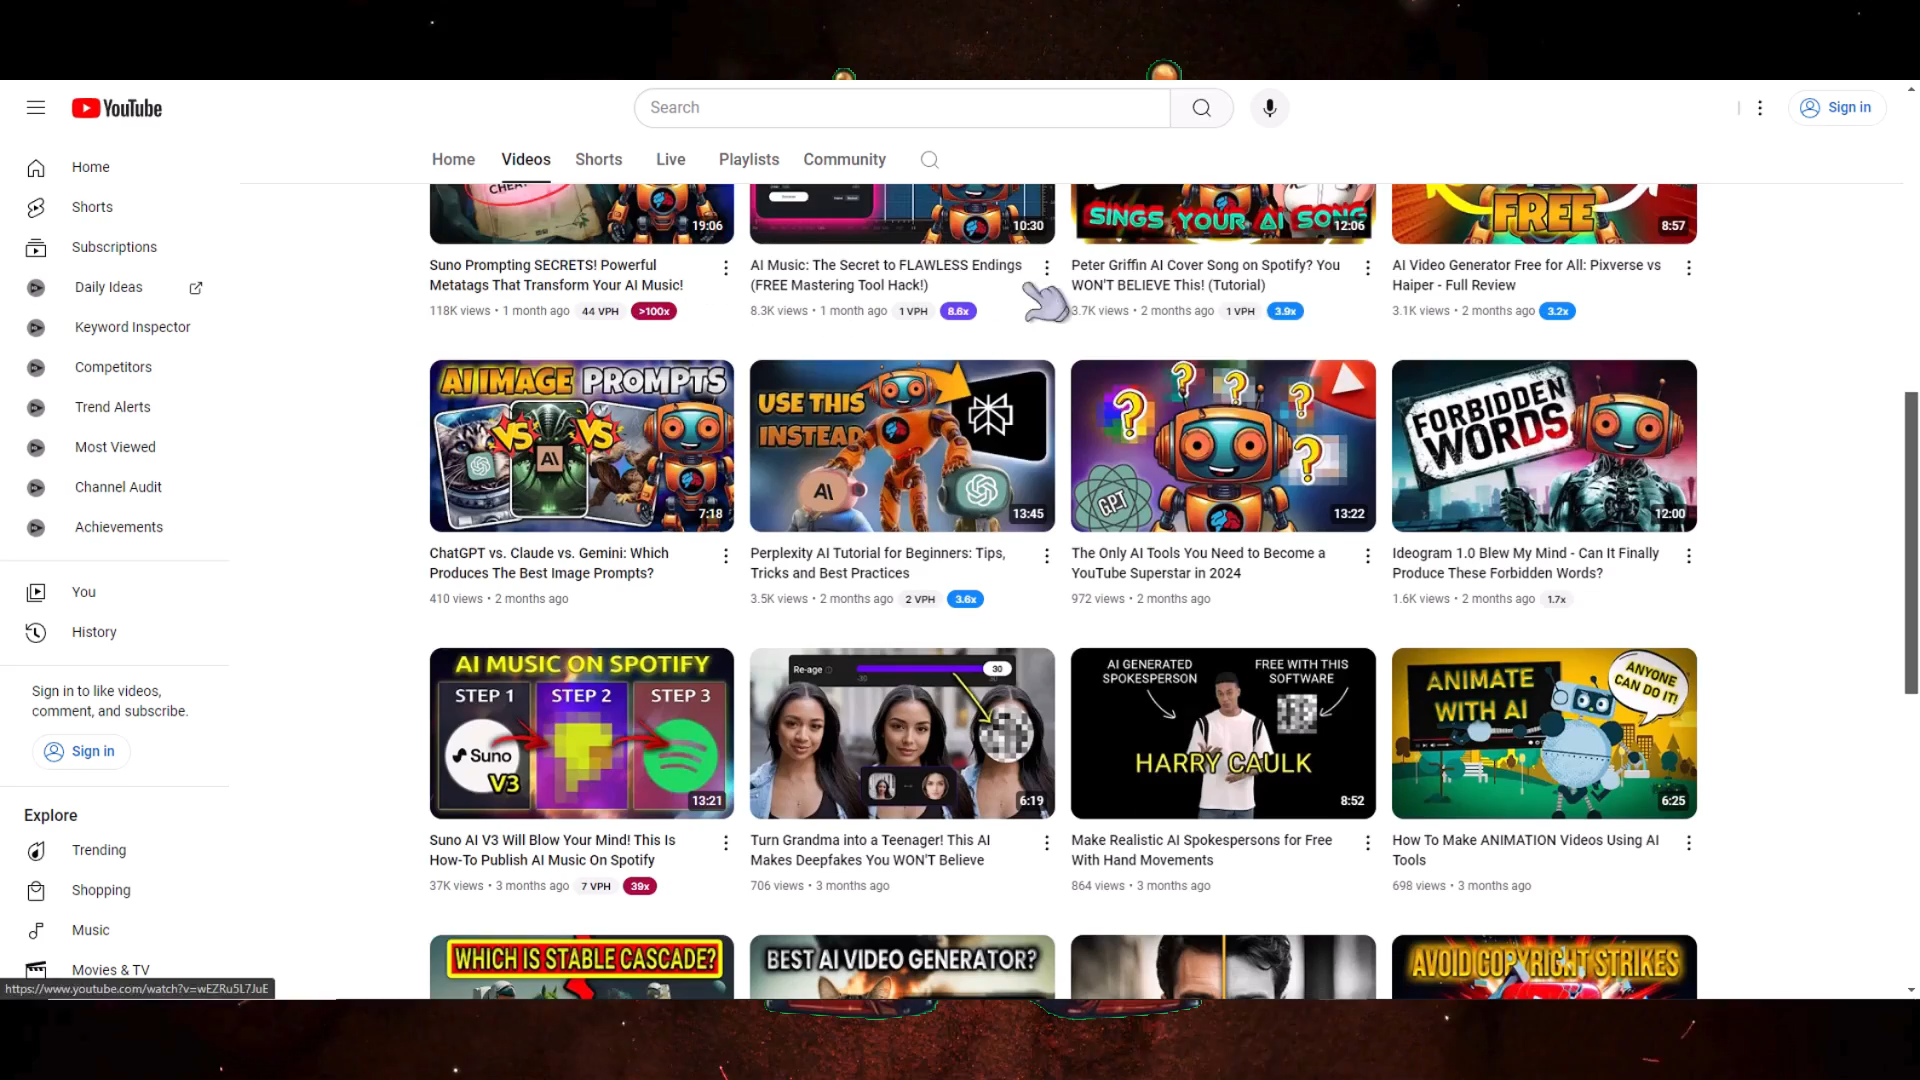 YouTube
Search
Sign in
Home
Videos
Shorts
Live
Playlists
Community
Home
Shorts
Subscriptions
Daily Ideas
Keyword Inspector
Competitors
Trend Alerts
Most Viewed
Channel Audit
Achievements
You
History
Sign in to like videos,
comment, and subscribe.
Sign in
Explore
Trending
Shopping
Music
Movies & TV
https://www.youtube.com/watch?v=wEZRu5L7JuE
19:06
Suno Prompting SECRETS! Powerful
Metatags That Transform Your AI Music!
118K views • 1 month ago 44 VPH >100x
10:30
AI Music: The Secret to FLAWLESS Endings
(FREE Mastering Tool Hack!)
8.3K views • 1 month ago 1 VPH 8.6x
SINGS YOUR AI SONG
12:06
Peter Griffin AI Cover Song on Spotify? You
WON'T BELIEVE This! (Tutorial)
3.7K views • 2 months ago 1 VPH 3.9x
FREE
8:57
AI Video Generator Free for All: Pixverse vs
Haiper - Full Review
3.1K views • 2 months ago 3.2x
AI IMAGE PROMPTS
VS VS
AI
7:18
ChatGPT vs. Claude vs. Gemini: Which
Produces The Best Image Prompts?
410 views • 2 months ago
USE THIS
INSTEAD
AI
13:45
Perplexity AI Tutorial for Beginners: Tips,
Tricks and Best Practices
3.5K views • 2 months ago 2 VPH 3.6x
? ? ? ? ?
GPT
13:22
The Only AI Tools You Need to Become a
YouTube Superstar in 2024
972 views • 2 months ago
FORBIDDEN
WORDS
12:00
Ideogram 1.0 Blew My Mind - Can It Finally
Produce These Forbidden Words?
1.6K views • 2 months ago 1.7x
AI MUSIC ON SPOTIFY
STEP 1 STEP 2 STEP 3
Suno
V3
13:21
Suno AI V3 Will Blow Your Mind! This Is
How-To Publish AI Music On Spotify
37K views • 3 months ago 7 VPH 39x
Re-age 30
-30 30
6:19
Turn Grandma into a Teenager! This AI
Makes Deepfakes You WON'T Believe
706 views • 3 months ago
AI GENERATED
SPOKESPERSON
FREE WITH THIS
SOFTWARE
HARRY CAULK
8:52
Make Realistic AI Spokespersons for Free
With Hand Movements
864 views • 3 months ago
ANIMATE
WITH AI
ANYONE
CAN DO IT!
6:25
How To Make ANIMATION Videos Using AI
Tools
698 views • 3 months ago
WHICH IS STABLE CASCADE?
BEST AI VIDEO GENERATOR?
AVOID COPYRIGHT STRIKES